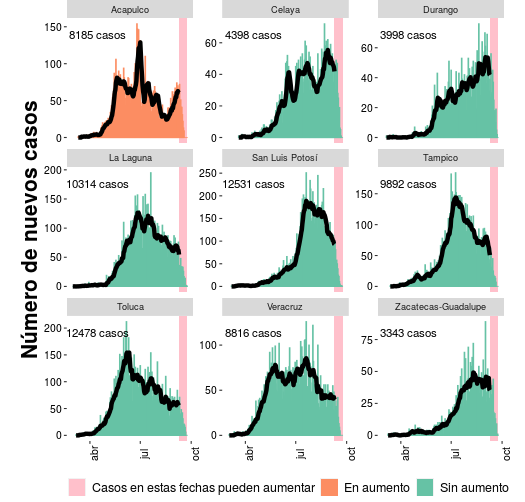 Número de nuevos casos
Acapulco
Celaya
Durango
8185 casos
4398 casos
3998 casos
150
100
50
0
60
40
20
0
60
40
20
0
La Laguna
San Luis Potosí
Tampico
10314 casos
12531 casos
9892 casos
200
150
100
50
0
250
200
150
100
50
0
150
100
50
0
Toluca
Veracruz
Zacatecas-Guadalupe
12478 casos
8816 casos
3343 casos
200
150
100
50
0
100
50
0
75
50
25
0
abr
jul
oct
abr
jul
oct
abr
jul
oct
Casos en estas fechas pueden aumentar
En aumento
Sin aumento